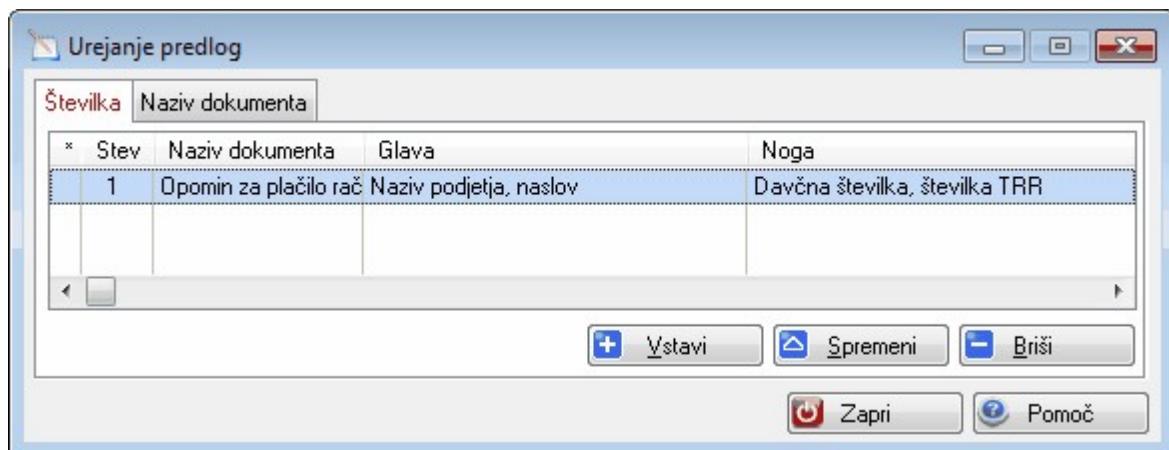 Urejanje predlog
Številka Naziv dokumenta
* Stev Naziv dokumenta Glava Noga
1 Opomin za plačilo rač Naziv podjetja, naslov Davčna številka, številka TRR
Vstavi Spremeni Briši
Zapri Pomoč